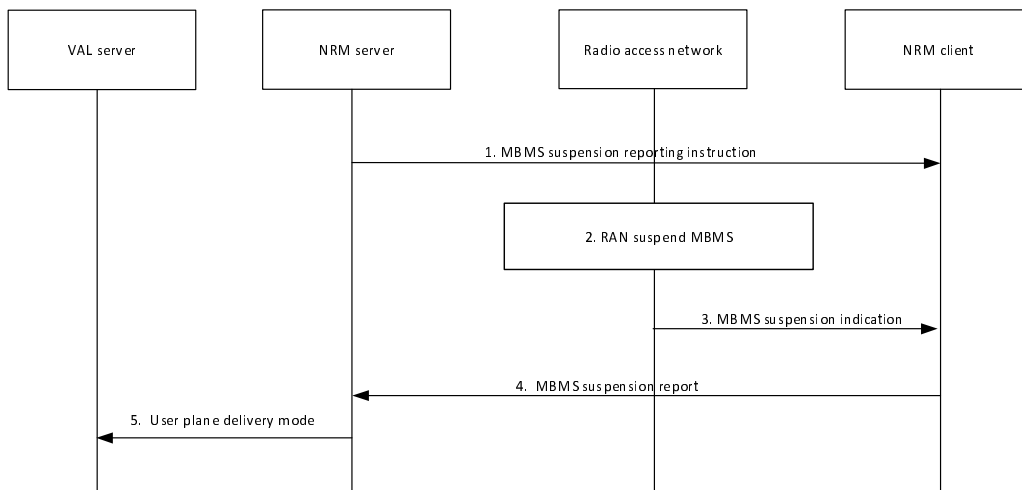 VAL server
NRM server
Radio access network
NRM client
1. MBMS suspension reporting instruction
2. RAN suspend MBMS
3. MBMS suspension indication
4. MBMS suspension report
5. User plane delivery mode